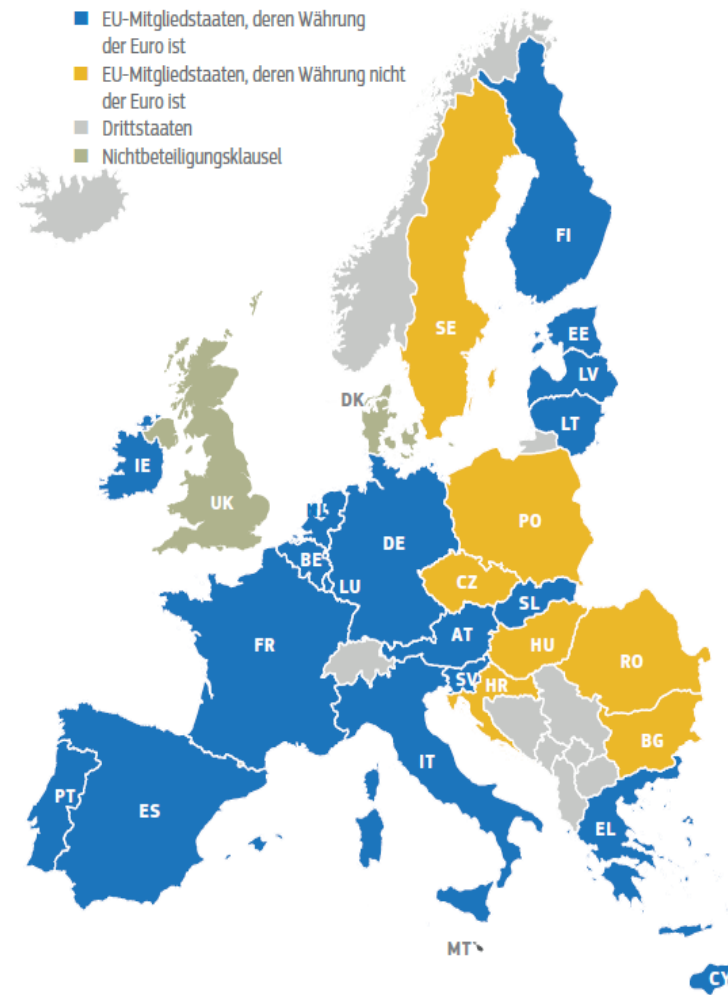 EU-Mitgliedstaaten, deren Währung
der Euro ist
EU-Mitgliedstaaten, deren Währung nicht
der Euro ist
Drittstaaten
Nichtbeteiligungsklausel
FI
SE
EE
LV
DK
LT
IE
UK
NL
PO
DE
BE
CZ
LU
SL
AT
FR
HU
RO
SV
HR
BG
IT
PT
ES
EL
MT
CY